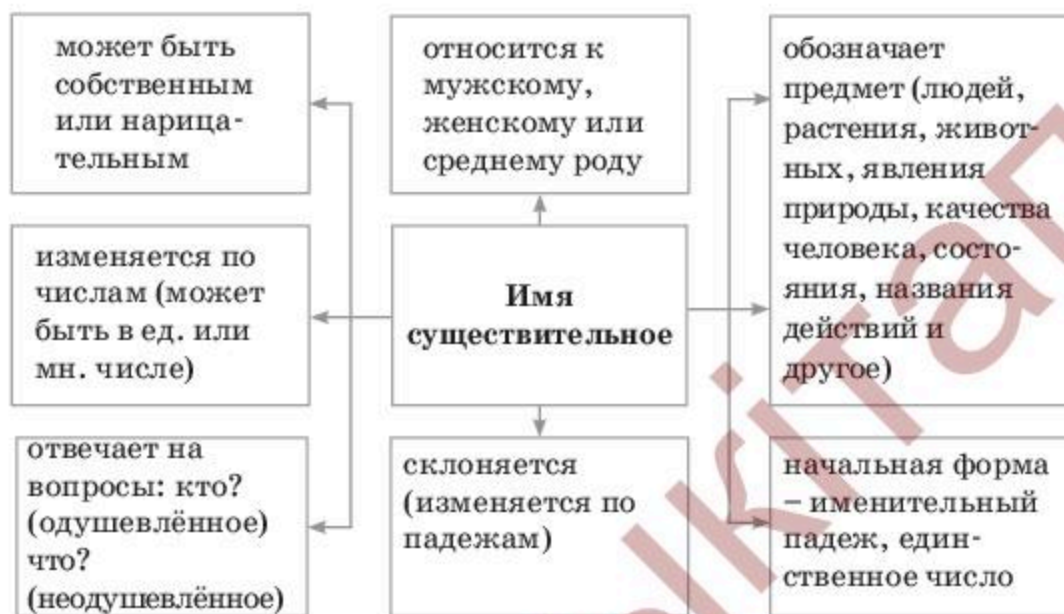 может быть
собственным
или нарица-
тельным
относится к
мужскому,
женскому или
среднему роду
обозначает
предмет (людей,
растения, живот-
ных, явления
природы, качества
человека, состо-
яния, названия
действий и
другое)
изменяется по
числам (может
быть в ед. или
мн. числе)
Имя
существительное
отвечает на
вопросы: кто?
(одушевлённое)
что?
(неодушевлённое)
склоняется
(изменяется по
падежам)
начальная форма
– именительный
падеж, един-
ственное число